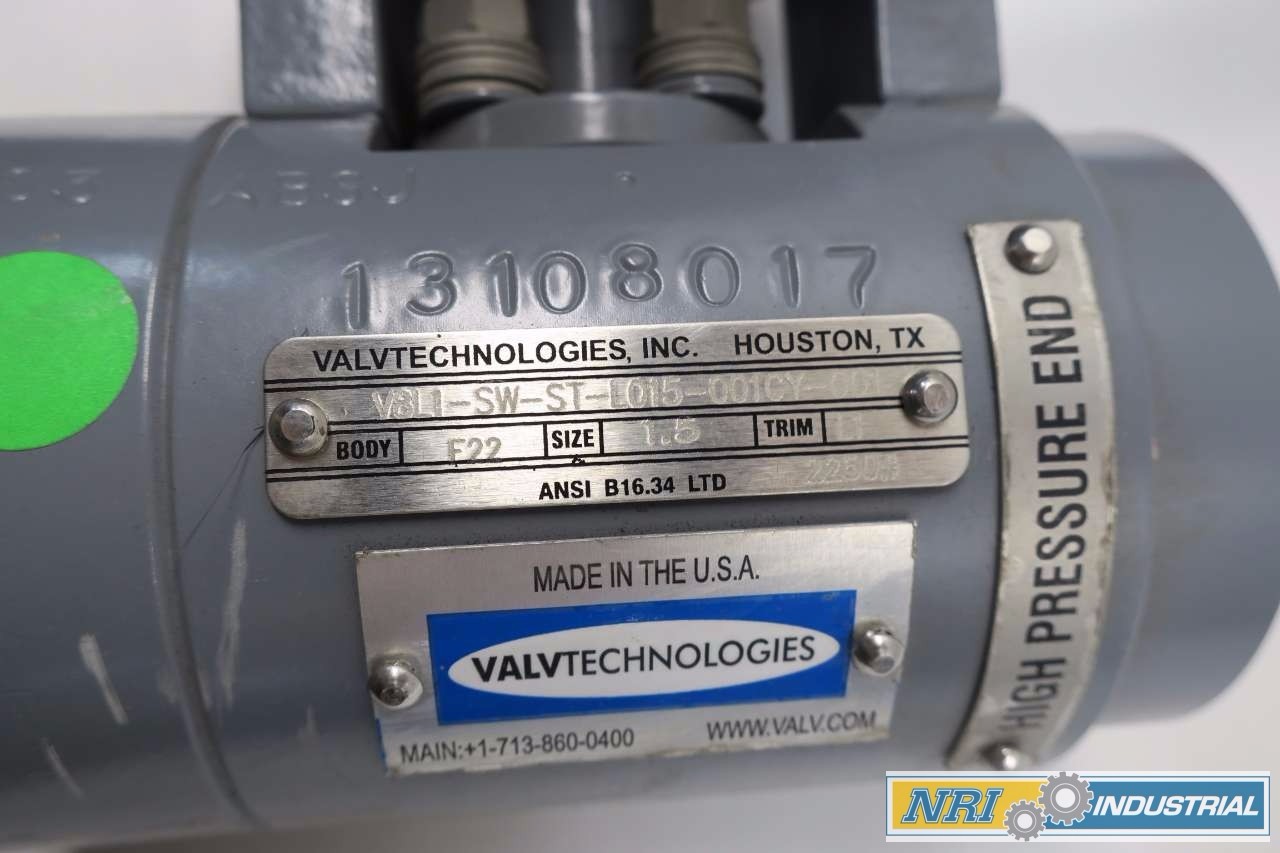 ABSJ
13108017
VALVTECHNOLOGIES, INC. HOUSTON, TX
BODY F22 SIZE 1.5 TRIM
ANSI B16.34 LTD
MADE IN THE U.S.A.
VALVTECHNOLOGIES
MAIN:+1-713-860-0400 WWW.VALV.COM
HIGH PRESSURE END
NRI INDUSTRIAL